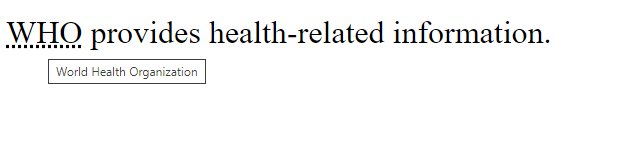 WHO provides health-related information.
World Health Organization